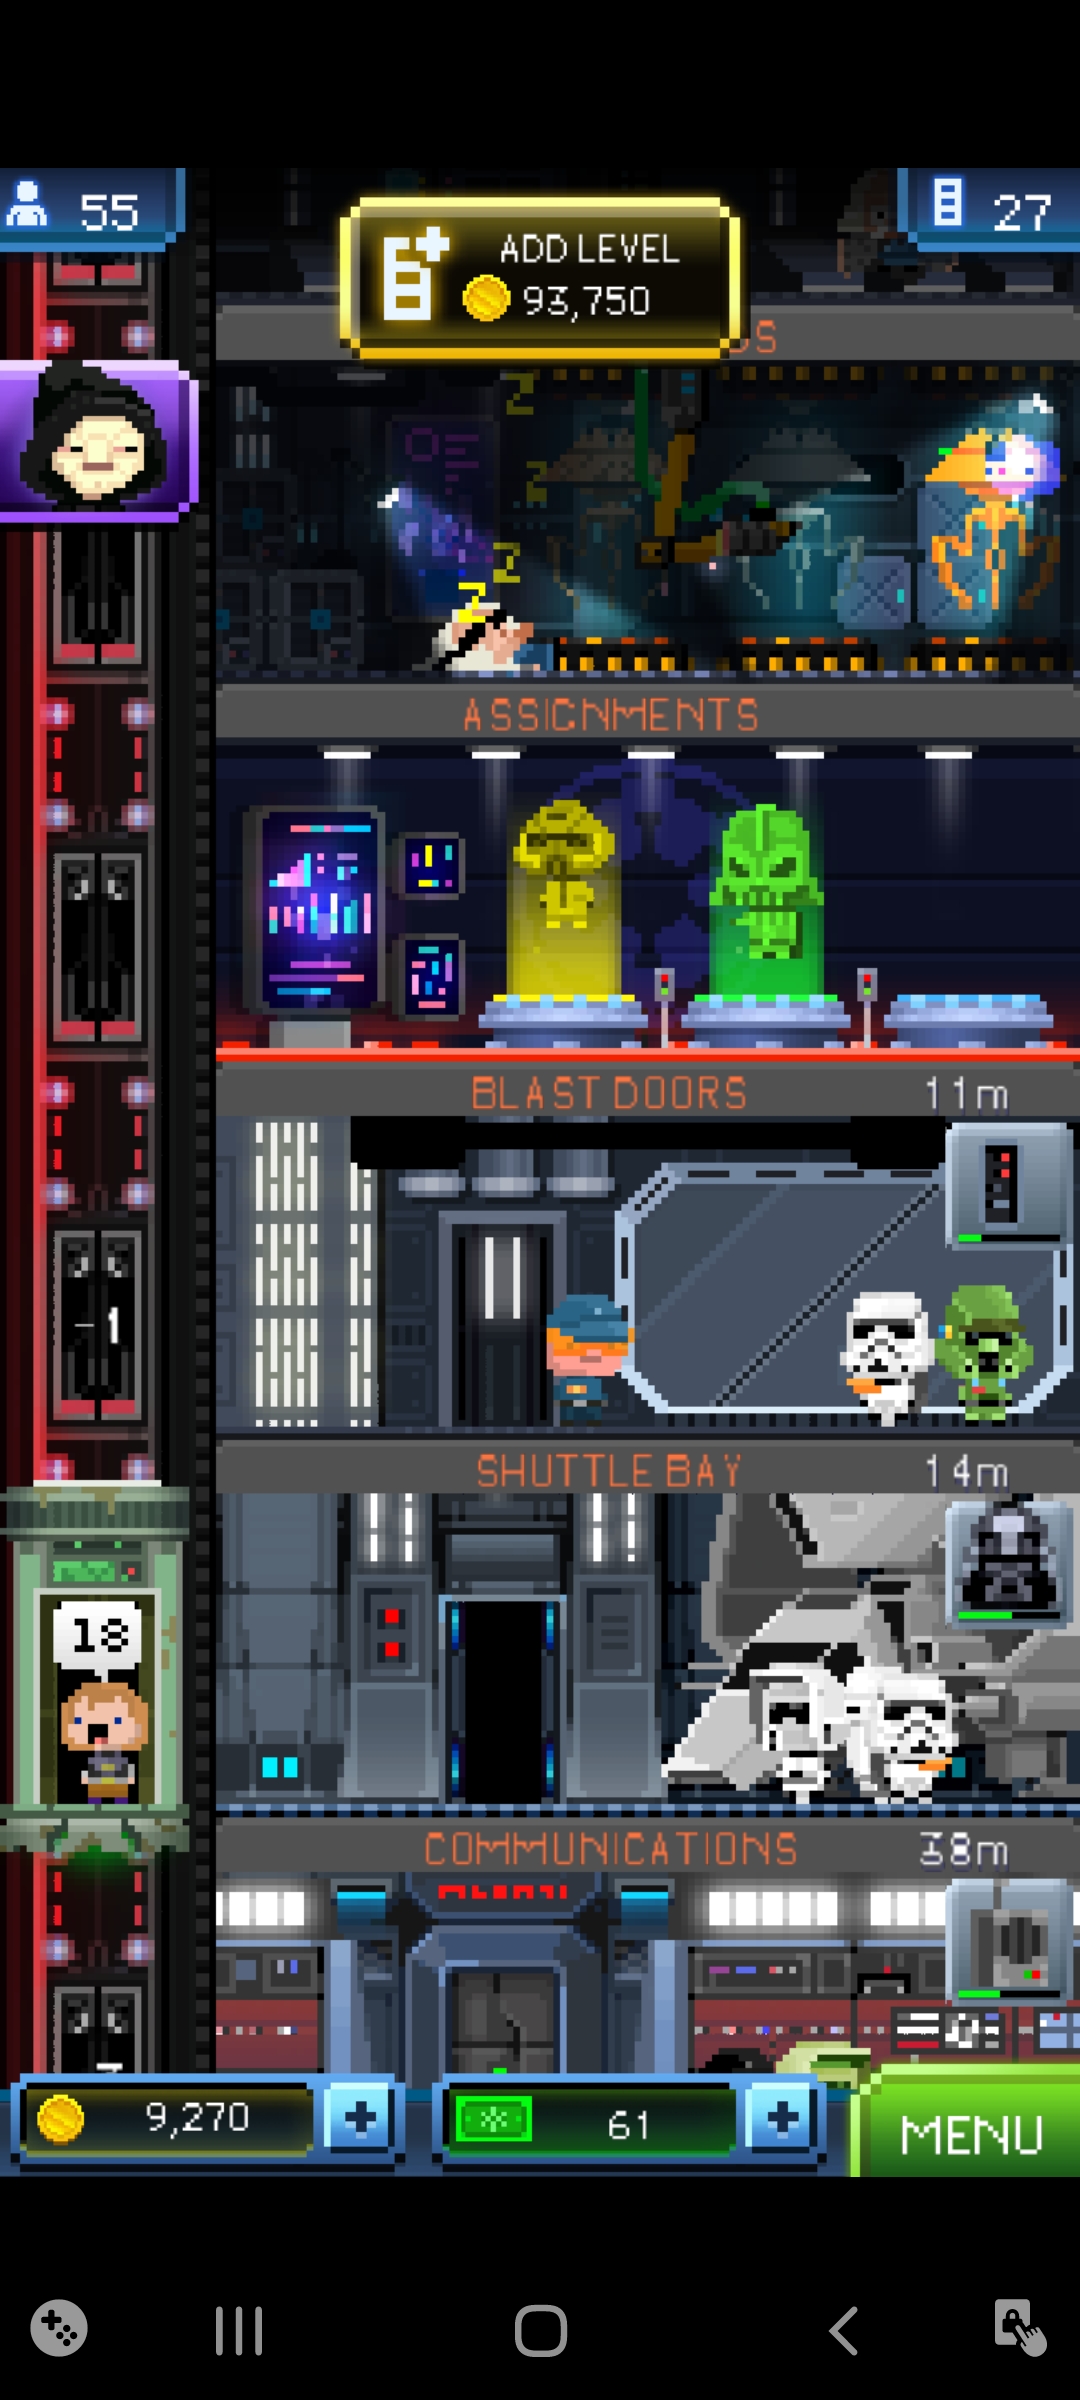 55
ADD LEVEL
93,750
27
Z
Z
Z
Z
ASSIGNMENTS
BLAST DOORS 11m
-1
SHUTTLE BAY 14m
18
COMMUNICATIONS 38m
9,270
61
MENU